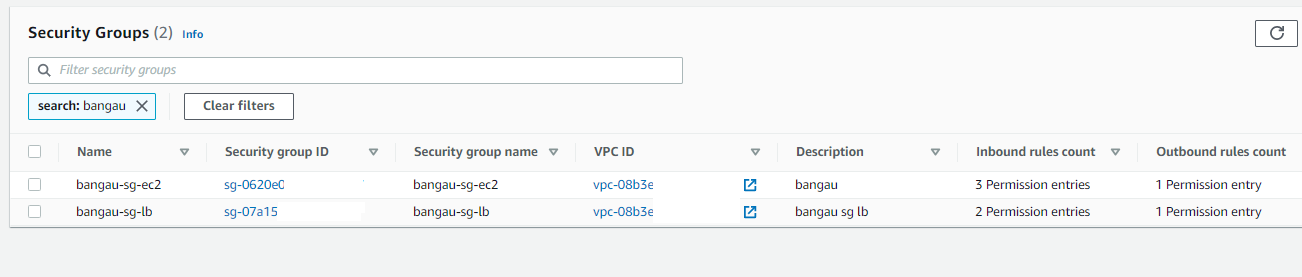 Security Groups (2) Info
Filter security groups
search: bangau Clear filters
Name Security group ID Security group name VPC ID Description Inbound rules count Outbound rules count
bangau-sg-ec2 sg-0620e0 bangau-sg-ec2 vpc-08b3e bangau 3 Permission entries 1 Permission entry
bangau-sg-lb sg-07a15 bangau-sg-lb vpc-08b3e bangau sg lb 2 Permission entries 1 Permission entry